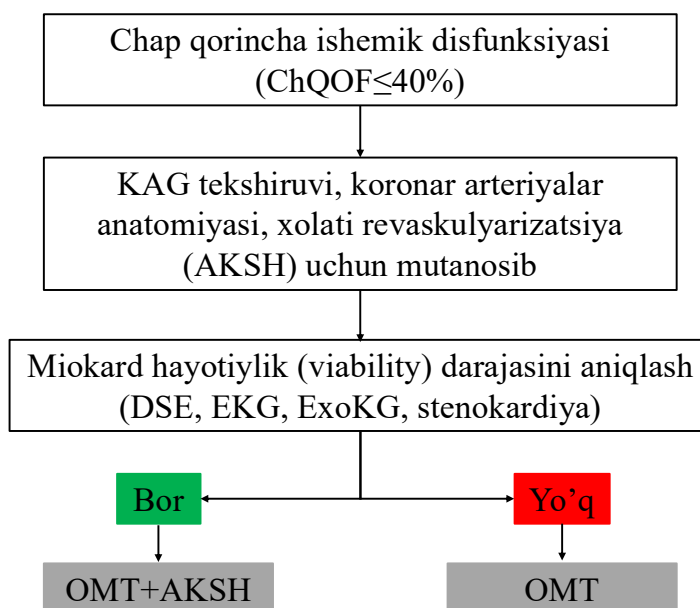 Chap qorincha ishemik disfunksiyasi
(ChQOF≤40%)
KAG tekshiruvi, koronar arteriyalar
anatomiyasi, xolati revaskulyarizatsiya
(AKSH) uchun mutanosib
Miokard hayotiylik (viability) darajasini aniqlash
(DSE, EKG, ExoKG, stenokardiya)
Bor
Yo’q
OMT+AKSH
OMT